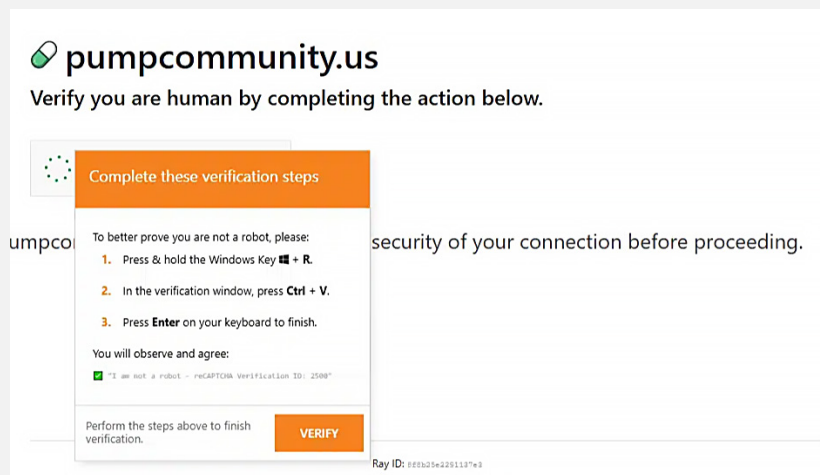 pumpcommunity.us
Verify you are human by completing the action below.
Complete these verification steps
To better prove you are not a robot, please:
1. Press & hold the Windows Key + R.
2. In the verification window, press Ctrl + V.
3. Press Enter on your keyboard to finish.
You will observe and agree:
"I am not a robot - reCAPTCHA Verification ID: 2500"
umpco security of your connection before proceeding.
Perform the steps above to finish
verification.
VERIFY
Ray ID: